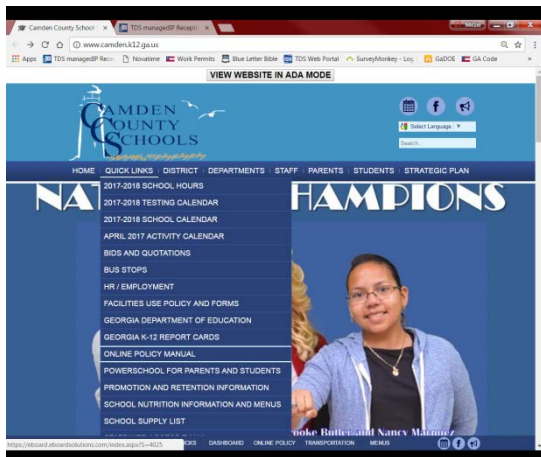 Camden County School
TDS managedIP Recepti
www.camden.k12.ga.us
Apps TDS managedIP Rece Novatime Work Permits Blue Letter Bible TDS Web Portal SurveyMonkey - Log GaDOE GA Code
VIEW WEBSITE IN ADA MODE
CAMDEN
COUNTY
SCHOOLS
Select Language ▼
Search
HOME QUICK LINKS DISTRICT DEPARTMENTS STAFF PARENTS STUDENTS STRATEGIC PLAN
NAT HAMPIONS
2017-2018 SCHOOL HOURS
2017-2018 TESTING CALENDAR
2017-2018 SCHOOL CALENDAR
APRIL 2017 ACTIVITY CALENDAR
BIDS AND QUOTATIONS
BUS STOPS
HR / EMPLOYMENT
FACILITIES USE POLICY AND FORMS
GEORGIA DEPARTMENT OF EDUCATION
GEORGIA K-12 REPORT CARDS
ONLINE POLICY MANUAL
POWERSCHOOL FOR PARENTS AND STUDENTS
PROMOTION AND RETENTION INFORMATION
SCHOOL NUTRITION INFORMATION AND MENUS
SCHOOL SUPPLY LIST
ooke Butler and Nancy Marquez
https://eboard.eboardsolutions.com/index.aspx?S=4025 OOKS DASHBOARD ONLINE POLICY TRANSPORTATION MENUS